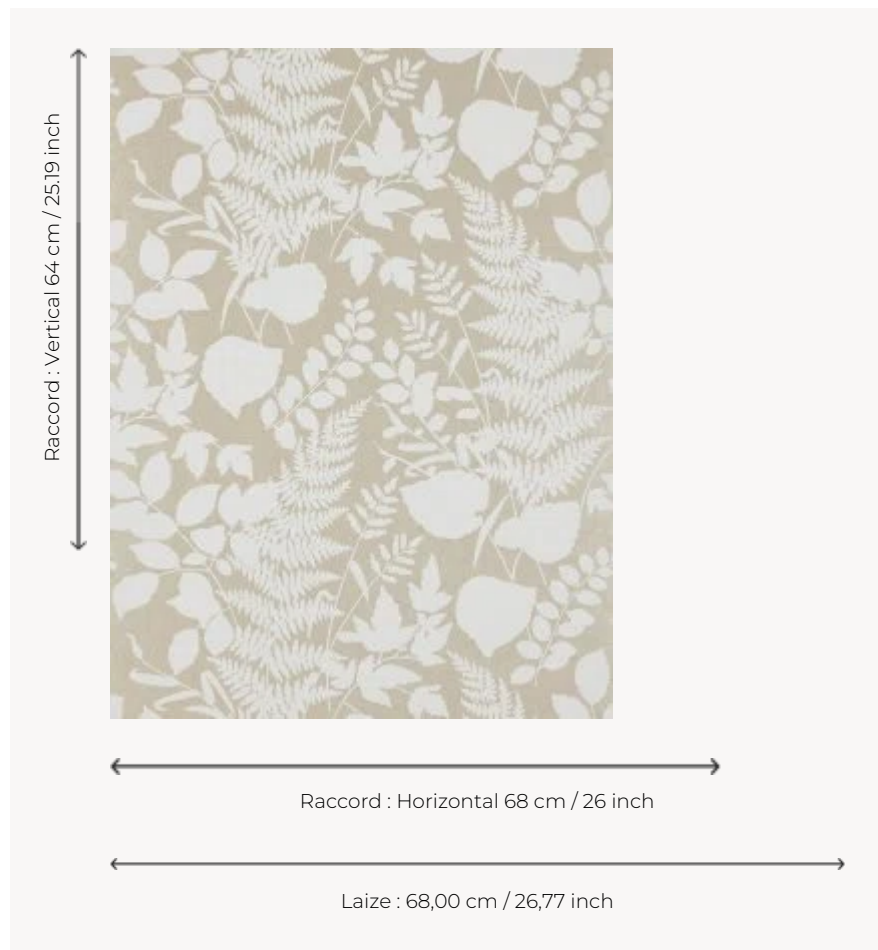 Raccord : Vertical 64 cm / 25.19 inch
Raccord : Horizontal 68 cm / 26 inch
Laize : 68,00 cm / 26,77 inch